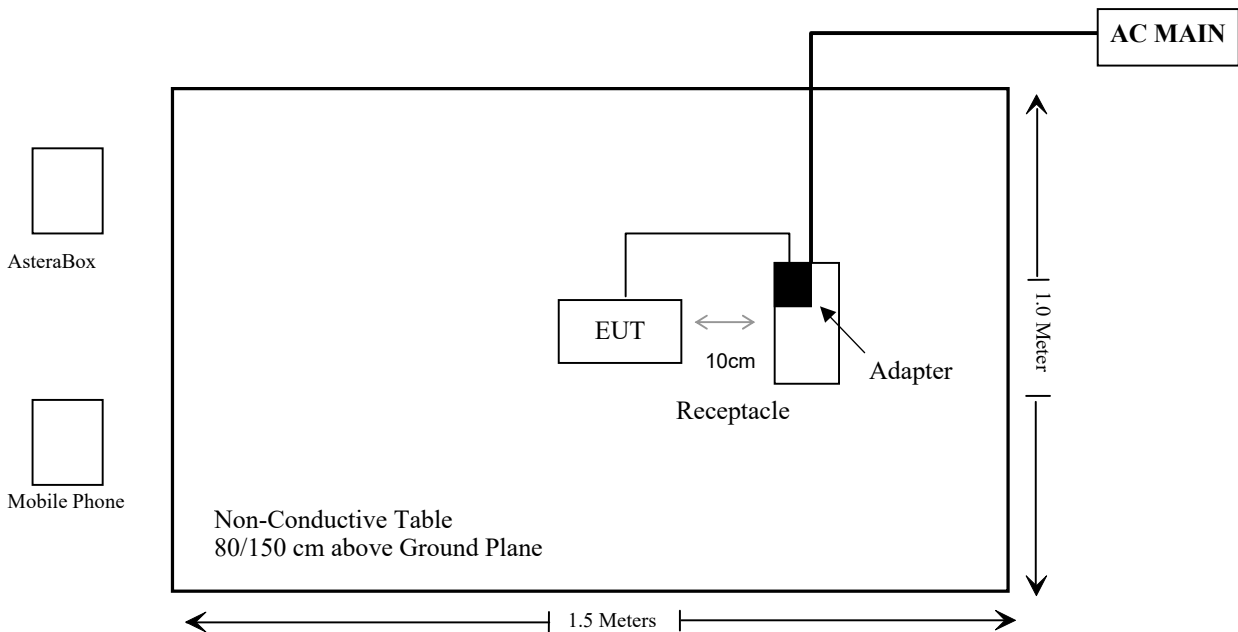 AC MAIN
AsteraBox
EUT
10cm
Adapter
Receptacle
1.0 Meter
Mobile Phone
Non-Conductive Table
80/150 cm above Ground Plane
1.5 Meters